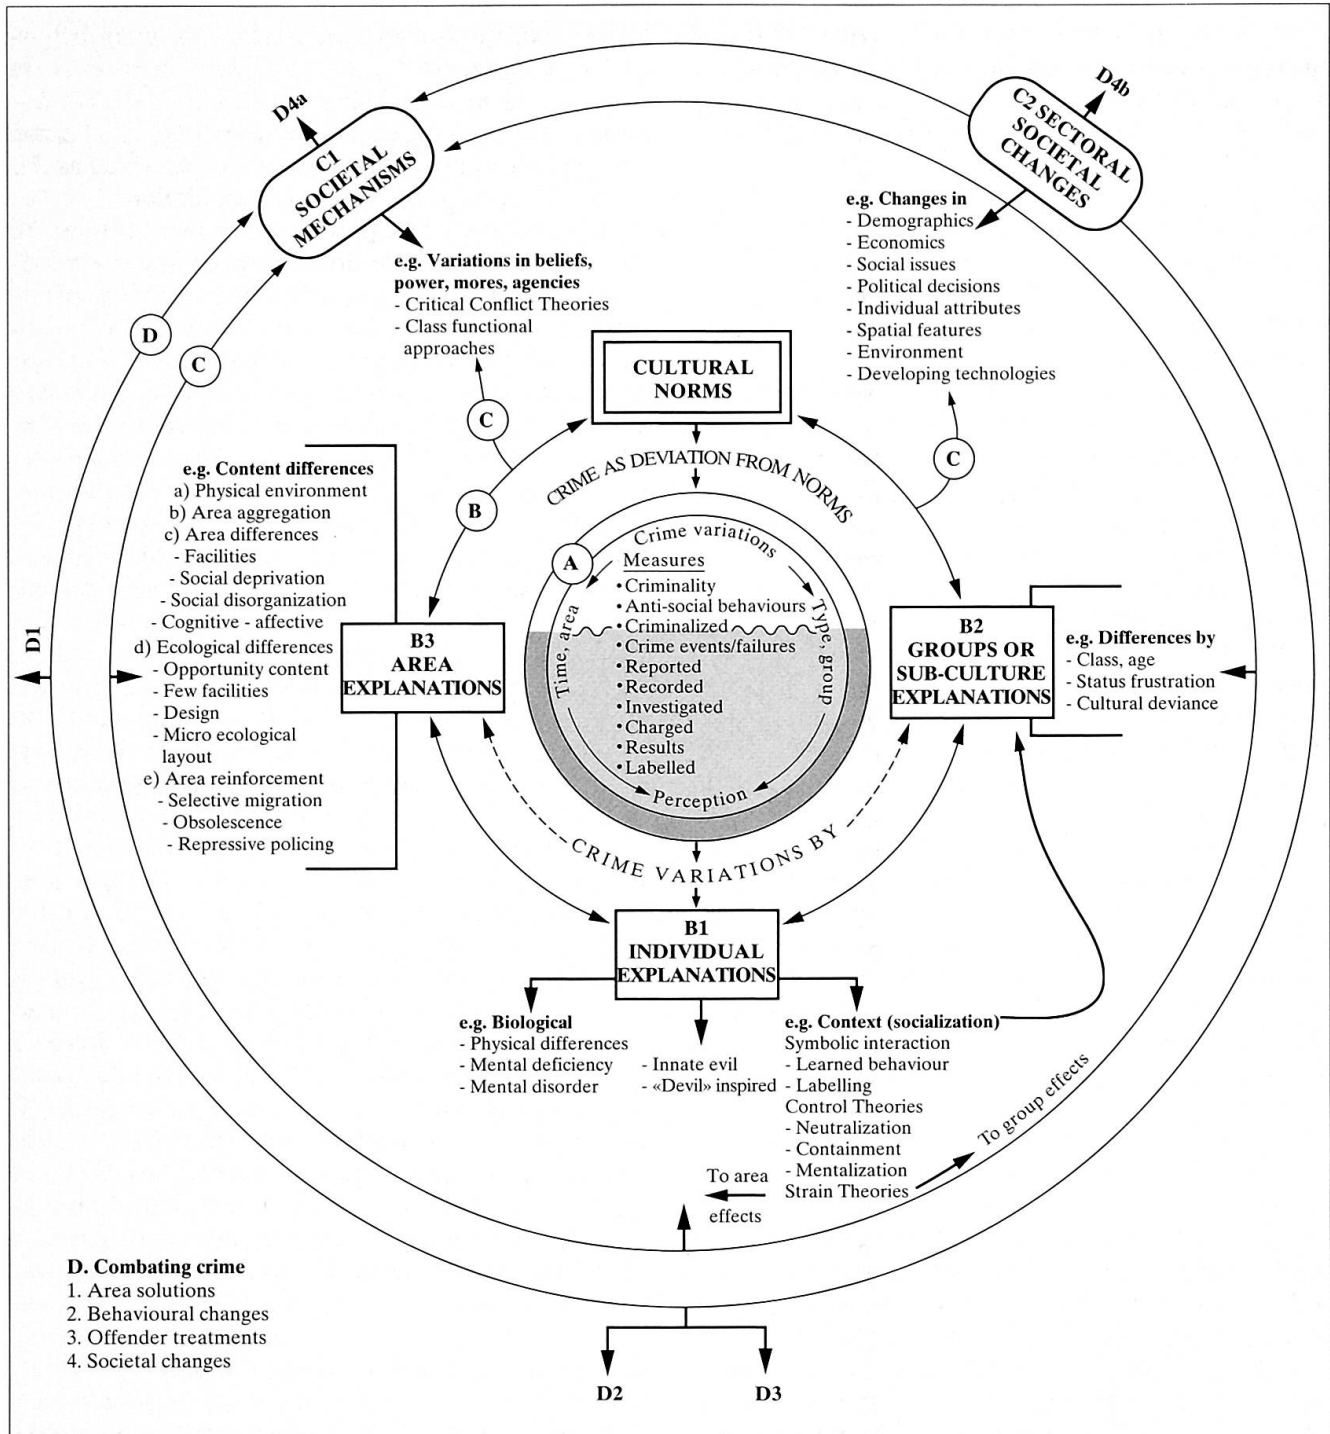 D4a
C1
SOCIETAL
MECHANISMS
D4b
C2 SECTORAL
SOCIETAL
CHANGES
e.g. Variations in beliefs,
power, mores, agencies
- Critical Conflict Theories
- Class functional
approaches
e.g. Changes in
- Demographics
- Economics
- Social issues
- Political decisions
- Individual attributes
- Spatial features
- Environment
- Developing technologies
D
C
C
C
B
CULTURAL
NORMS
CRIME AS DEVIATION FROM NORMS
A
Crime variations
Time, area
Type, group
Perception
Measures
• Criminality
• Anti-social behaviours
• Criminalized
• Crime events/failures
• Reported
• Recorded
• Investigated
• Charged
• Results
• Labelled
e.g. Content differences
a) Physical environment
b) Area aggregation
c) Area differences
- Facilities
- Social deprivation
- Social disorganization
- Cognitive - affective
d) Ecological differences
- Opportunity content
- Few facilities
- Design
- Micro ecological
layout
e) Area reinforcement
- Selective migration
- Obsolescence
- Repressive policing
D1
B3
AREA
EXPLANATIONS
B2
GROUPS OR
SUB-CULTURE
EXPLANATIONS
e.g. Differences by
- Class, age
- Status frustration
- Cultural deviance
CRIME VARIATIONS BY
B1
INDIVIDUAL
EXPLANATIONS
e.g. Biological
- Physical differences
- Mental deficiency
- Mental disorder
- Innate evil
- «Devil» inspired
e.g. Context (socialization)
Symbolic interaction
- Learned behaviour
- Labelling
Control Theories
- Neutralization
- Containment
- Mentalization
Strain Theories
To area
effects
To group effects
D. Combating crime
1. Area solutions
2. Behavioural changes
3. Offender treatments
4. Societal changes
D2
D3